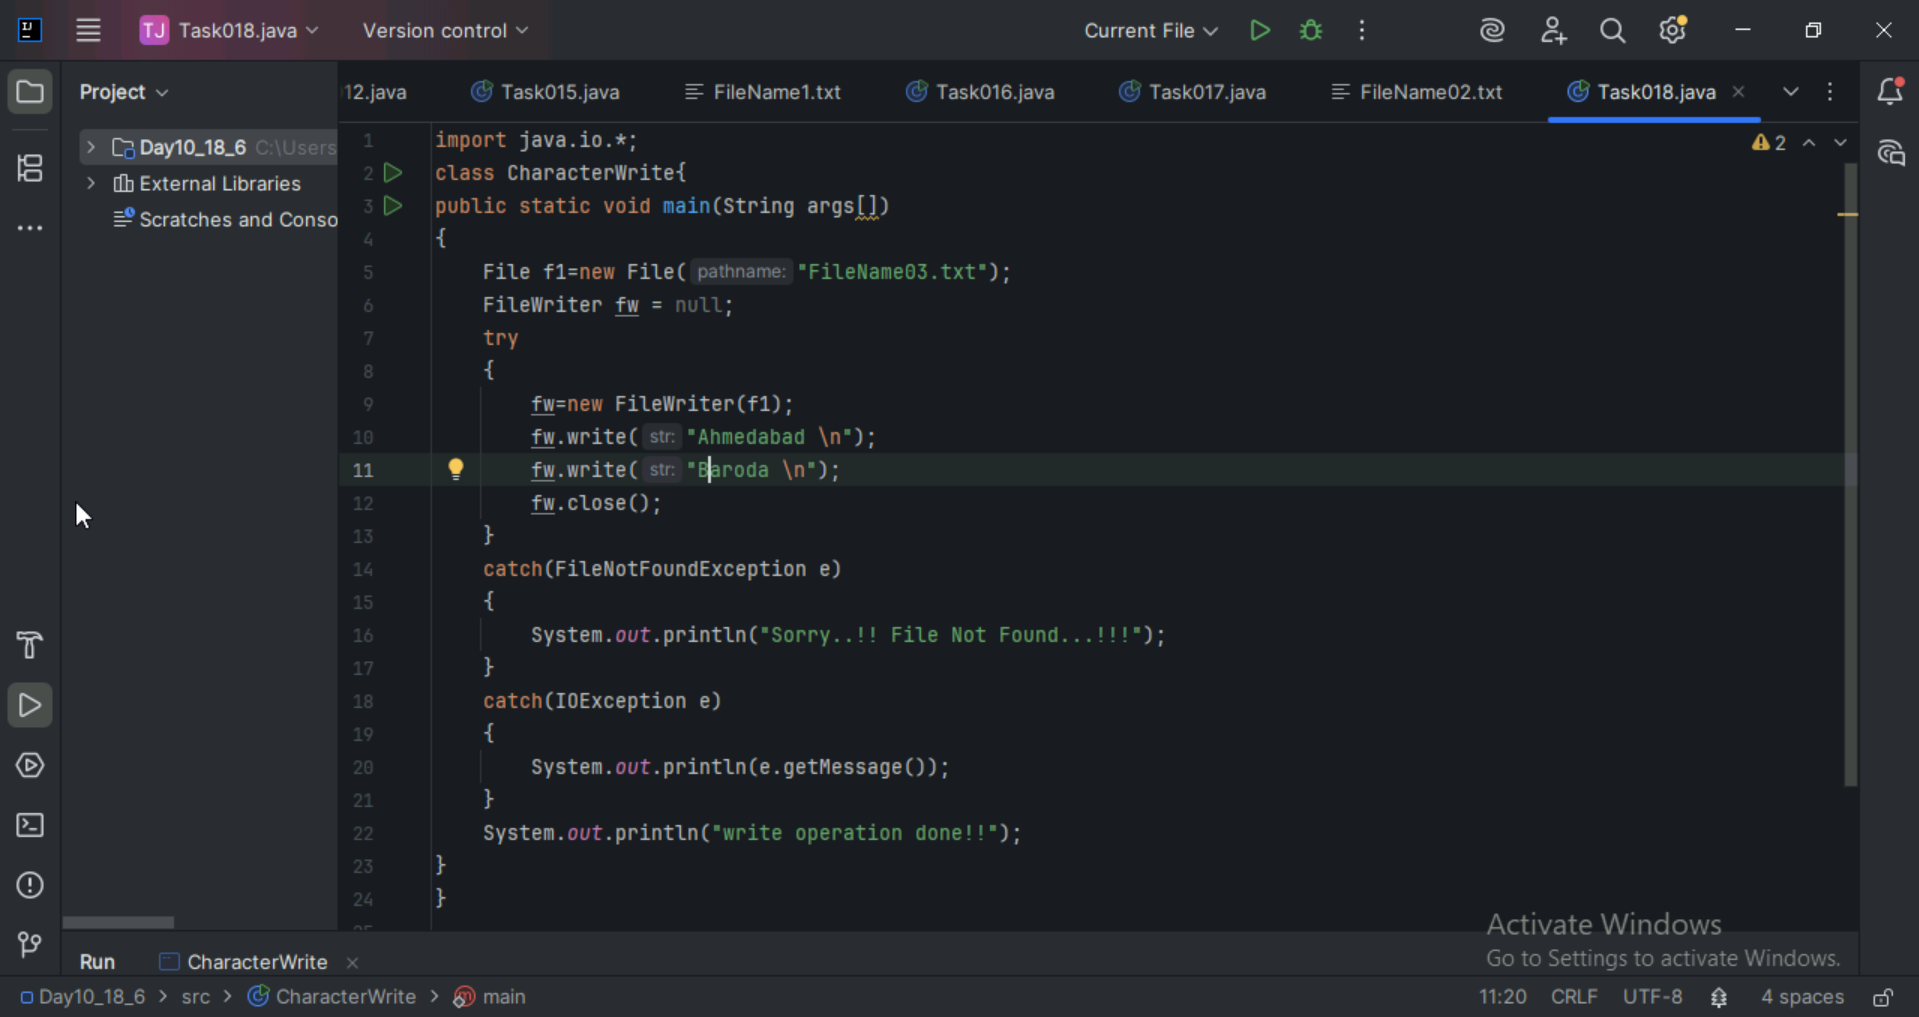 TJ Task018.java Version control Current File
Project 12.java Task015.java FileName1.txt Task016.java Task017.java FileName02.txt Task018.java
Day10_18_6 C:\Users
External Libraries
Scratches and Conso
2
1 import java.io.*;
2 class CharacterWrite{
3 public static void main(String args[])
4 {
5 File f1=new File( pathname: "FileName03.txt");
6 FileWriter fw = null;
7 try
8 {
9 fw=new FileWriter(f1);
10 fw.write( str: "Ahmedabad \n");
11 fw.write( str: "Baroda \n");
12 fw.close();
13 }
14 catch(FileNotFoundException e)
15 {
16 System.out.println("Sorry..!! File Not Found...!!!");
17 }
18 catch(IOException e)
19 {
20 System.out.println(e.getMessage());
21 }
22 System.out.println("write operation done!!");
23 }
24 }
Activate Windows
Go to Settings to activate Windows.
Run CharacterWrite
Day10_18_6 > src > CharacterWrite > main 11:20 CRLF UTF-8 4 spaces